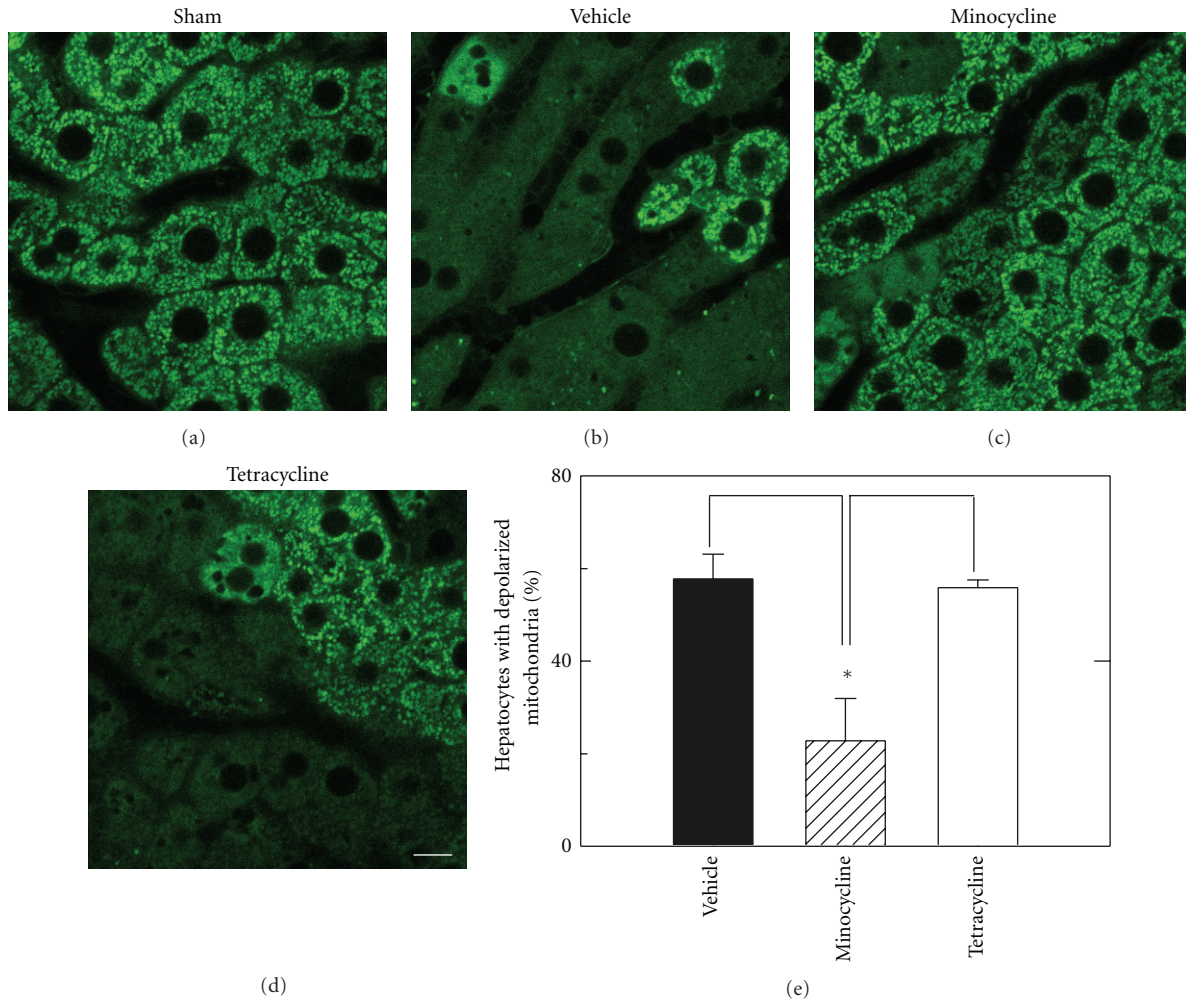 Sham
Vehicle
Minocycline
(a)
(b)
(c)
Tetracycline
(d)
80
40
0
Hepatocytes with depolarized
mitochondria (%)
*
Vehicle
Minocycline
Tetracycline
(e)